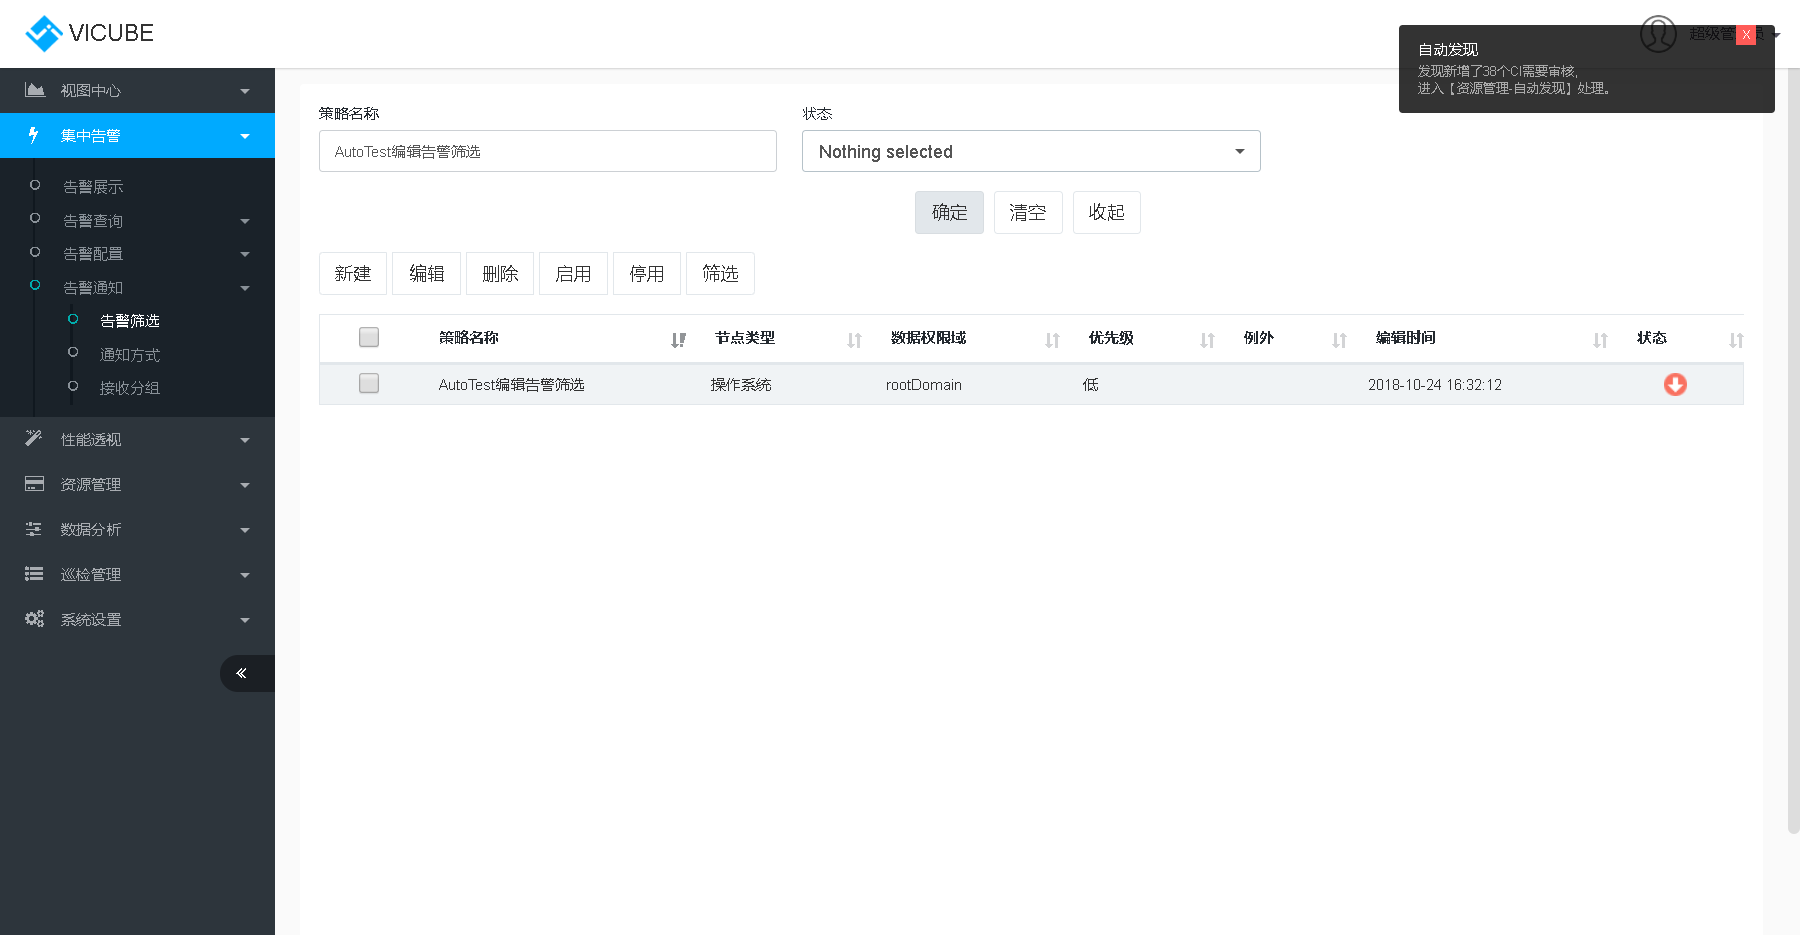 VICUBE
超级管
员
X
自动发现
发现新增了38个CI需要审核,
进入【资源管理-自动发现】处理。
视图中心
集中告警
告警展示
告警查询
告警配置
告警通知
告警筛选
通知方式
接收分组
性能透视
资源管理
数据分析
巡检管理
系统设置
策略名称
状态
AutoTest编辑告警筛选
Nothing selected
确定
清空
收起
新建
编辑
删除
启用
停用
筛选
策略名称
节点类型
数据权限域
优先级
例外
编辑时间
状态
AutoTest编辑告警筛选
操作系统
rootDomain
低
2018-10-24 16:32:12